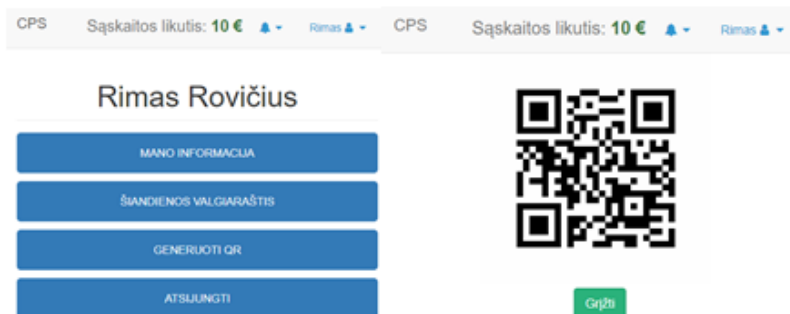 CPS Sąskaitos likutis: 10 € Rimas
Rimas Rovičius
MANO INFORMACIJA
ŠIANDIENOS VALGIARAŠTIS
GENERUOTI QR
ATSIJUNGTI
CPS Sąskaitos likutis: 10 € Rimas
Grįžti